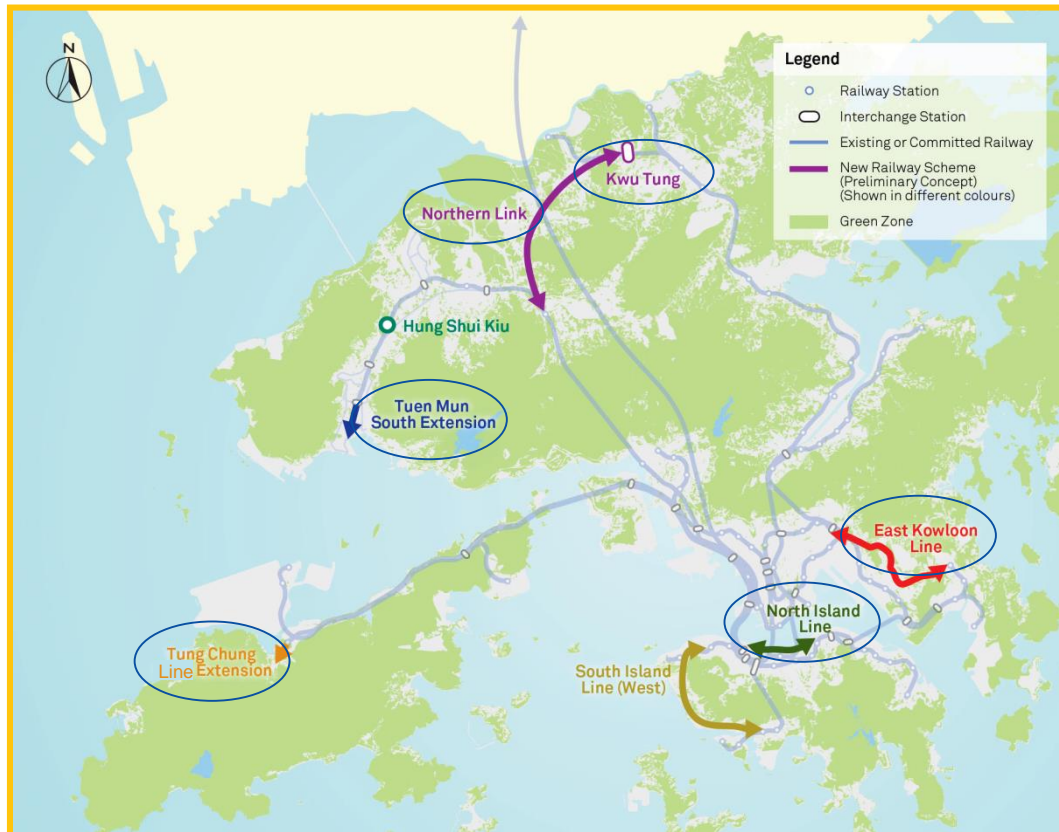 N
Legend
Railway Station
Interchange Station
Existing or Committed Railway
New Railway Scheme
(Preliminary Concept)
(Shown in different colours)
Green Zone
Kwu Tung
Northern Link
Hung Shui Kiu
Tuen Mun
South Extension
East Kowloon
Line
North Island
Line
Tung Chung
Line Extension
South Island
Line (West)